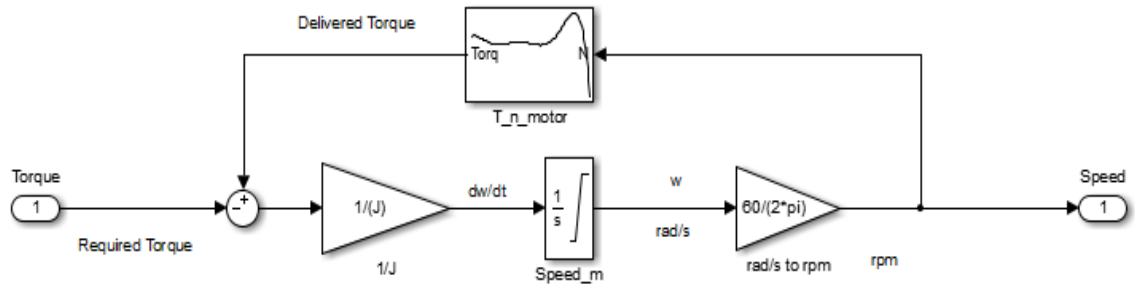 Delivered Torque
Torq
N
T_n_motor
Torque
1
Required Torque
-
+
1/(J)
1/J
dw/dt
1
s
Speed_m
w
rad/s
60/(2*pi)
rad/s to rpm
rpm
Speed
1